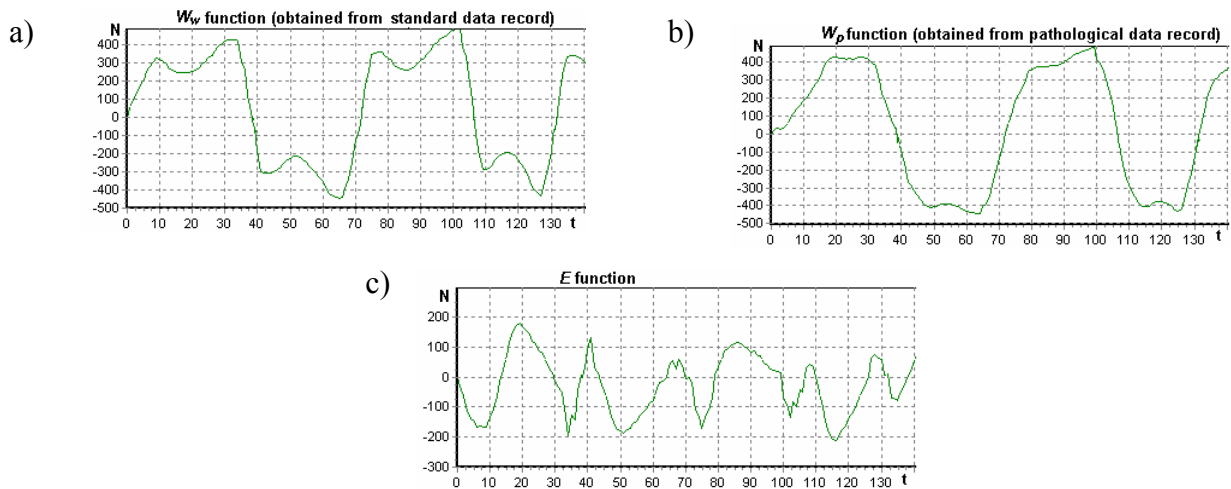 a)
W_w function (obtained from standard data record)
N
400
300
200
100
0
-100
-200
-300
-400
-500
0 10 20 30 40 50 60 70 80 90 100 110 120 130 t
b)
W_p function (obtained from pathological data record)
N
400
300
200
100
0
-100
-200
-300
-400
-500
0 10 20 30 40 50 60 70 80 90 100 110 120 130 t
c)
E function
N
200
100
0
-100
-200
-300
0 10 20 30 40 50 60 70 80 90 100 110 120 130 t